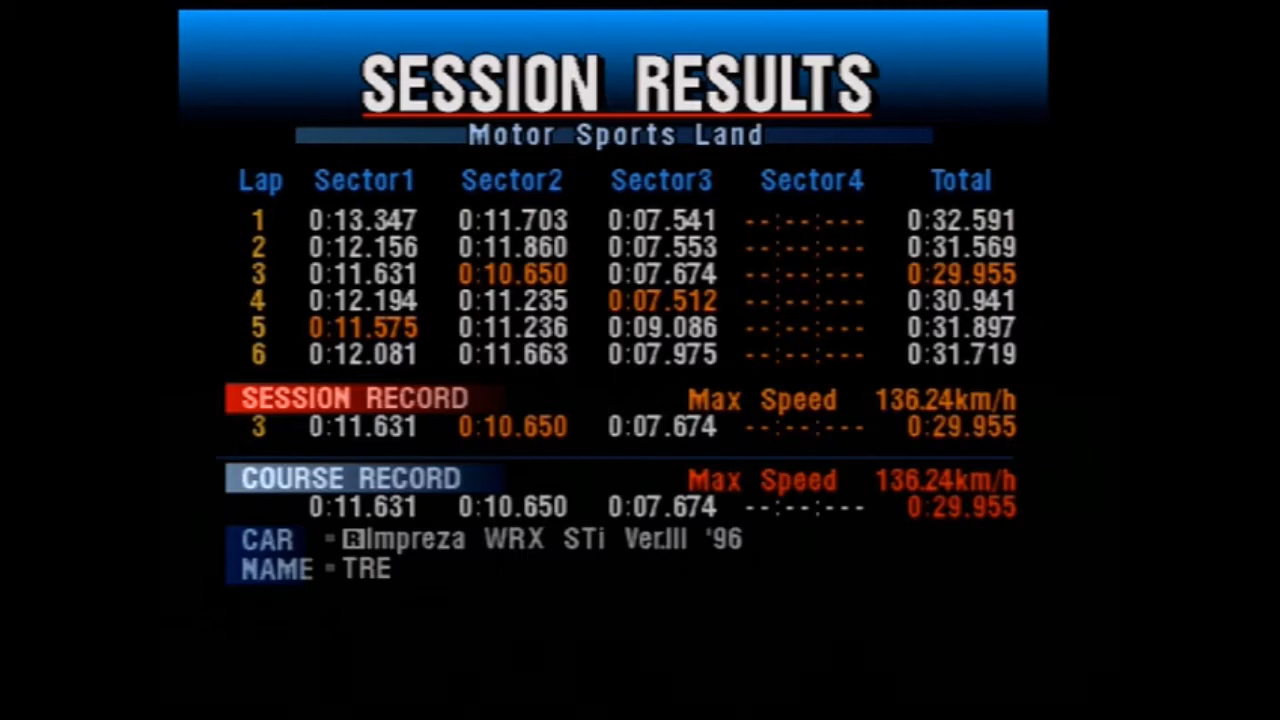 SESSION RESULTS
Motor Sports Land
Lap Sector1 Sector2 Sector3 Sector4 Total
1 0:13.347 0:11.703 0:07.541 --:--:--- 0:32.591
2 0:12.156 0:11.860 0:07.553 --:--:--- 0:31.569
3 0:11.631 0:10.650 0:07.674 --:--:--- 0:29.955
4 0:12.194 0:11.235 0:07.512 --:--:--- 0:30.941
5 0:11.575 0:11.236 0:09.086 --:--:--- 0:31.897
6 0:12.081 0:11.663 0:07.975 --:--:--- 0:31.719
SESSION RECORD Max Speed 136.24km/h
3 0:11.631 0:10.650 0:07.674 --:--:--- 0:29.955
COURSE RECORD Max Speed 136.24km/h
0:11.631 0:10.650 0:07.674 --:--:--- 0:29.955
CAR - RImpreza WRX STi Ver.III '96
NAME - TRE